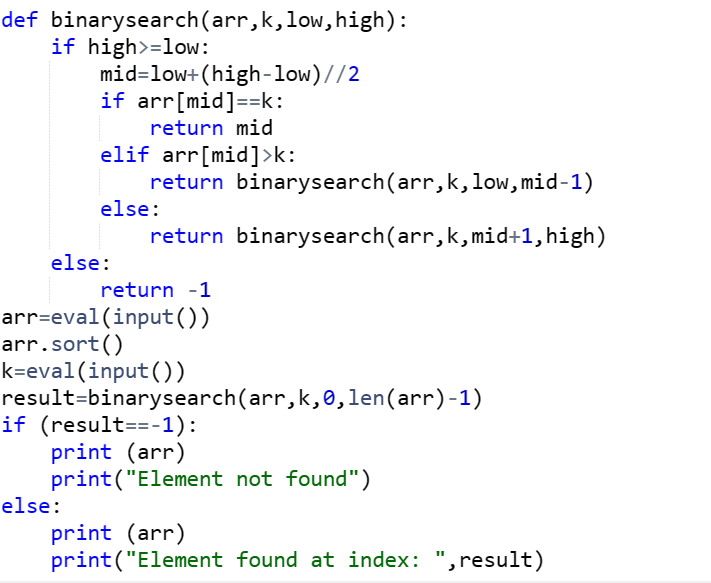 def binarysearch(arr,k,low,high):
    if high>=low:
        mid=low+(high-low)//2
        if arr[mid]==k:
            return mid
        elif arr[mid]>k:
            return binarysearch(arr,k,low,mid-1)
        else:
            return binarysearch(arr,k,mid+1,high)
    else:
        return -1
arr=eval(input())
arr.sort()
k=eval(input())
result=binarysearch(arr,k,0,len(arr)-1)
if (result==-1):
    print (arr)
    print("Element not found")
else:
    print (arr)
    print("Element found at index: ",result)